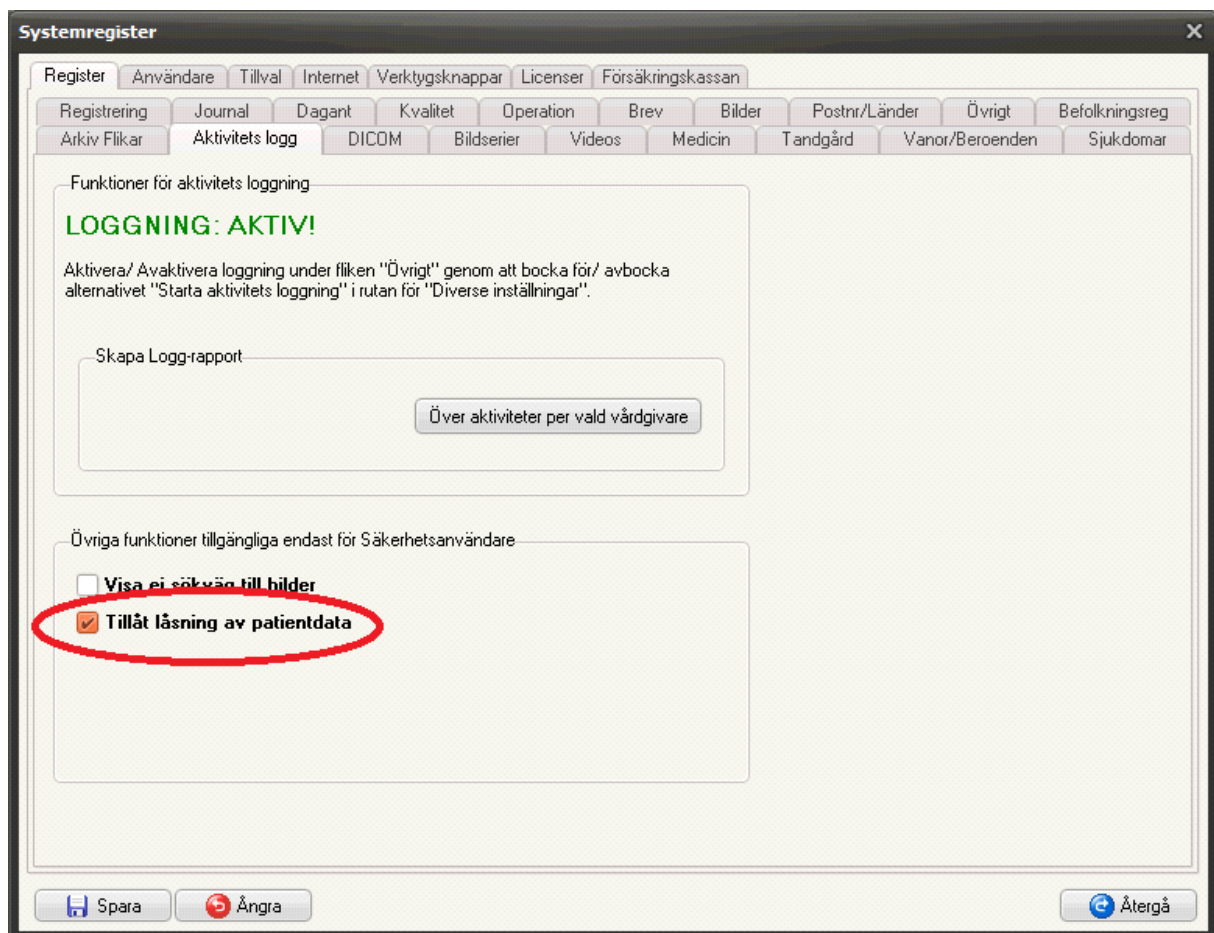 Systemregister
Register Användare Tillval Internet Verktygsknappar Licenser Försäkringskassan
Registrering Journal Dagant Kvalitet Operation Brev Bilder Postnr/Länder Övrigt Befolkningsreg
Arkiv Flikar Aktivitets logg DICOM Bildserier Videos Medicin Tandgård Vanor/Beroenden Sjukdomar
Funktioner för aktivitets loggning
LOGGNING: AKTIV!
Aktivera/ Avaktivera loggning under fliken "Övrigt" genom att bocka för/ avbocka
alternativet "Starta aktivitets loggning" i rutan för "Diverse inställningar".
Skapa Logg-rapport
Över aktiviteter per vald vårdgivare
Övriga funktioner tillgängliga endast för Säkerhetsanvändare
Visa ej sökväg till bilder
Tillåt låsning av patientdata
Spara Ångra Återgå